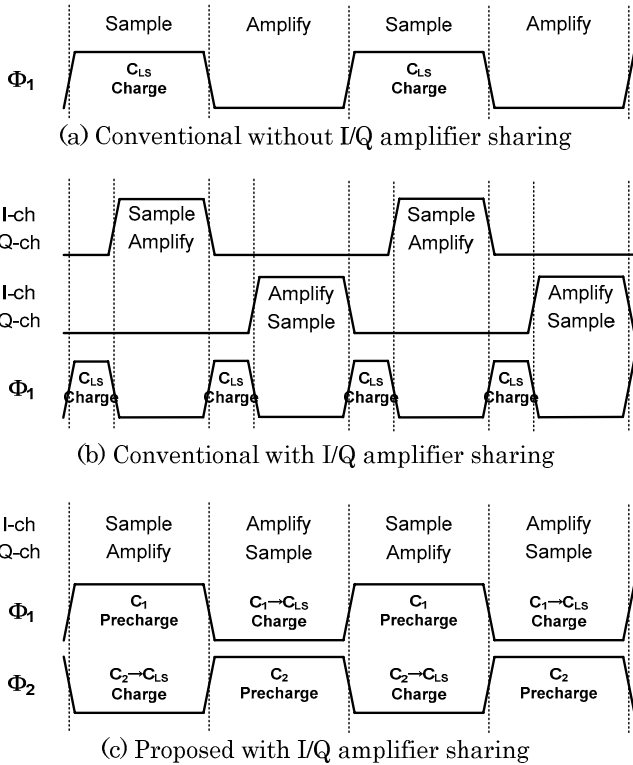 Sample Amplify Sample Amplify
Φ1 CLS Charge CLS Charge
(a) Conventional without I/Q amplifier sharing
I-ch Sample Sample
Q-ch Amplify Amplify
I-ch Amplify Amplify
Q-ch Sample Sample
Φ1 CLS Charge CLS Charge CLS Charge CLS Charge
(b) Conventional with I/Q amplifier sharing
I-ch Sample Amplify Sample Amplify
Q-ch Amplify Sample Amplify Sample
Φ1 C1→CLS C1→CLS
C1 Precharge Charge C1 Precharge Charge
Φ2 C2→CLS C2 C2→CLS C2
Charge Precharge Charge Precharge
(c) Proposed with I/Q amplifier sharing